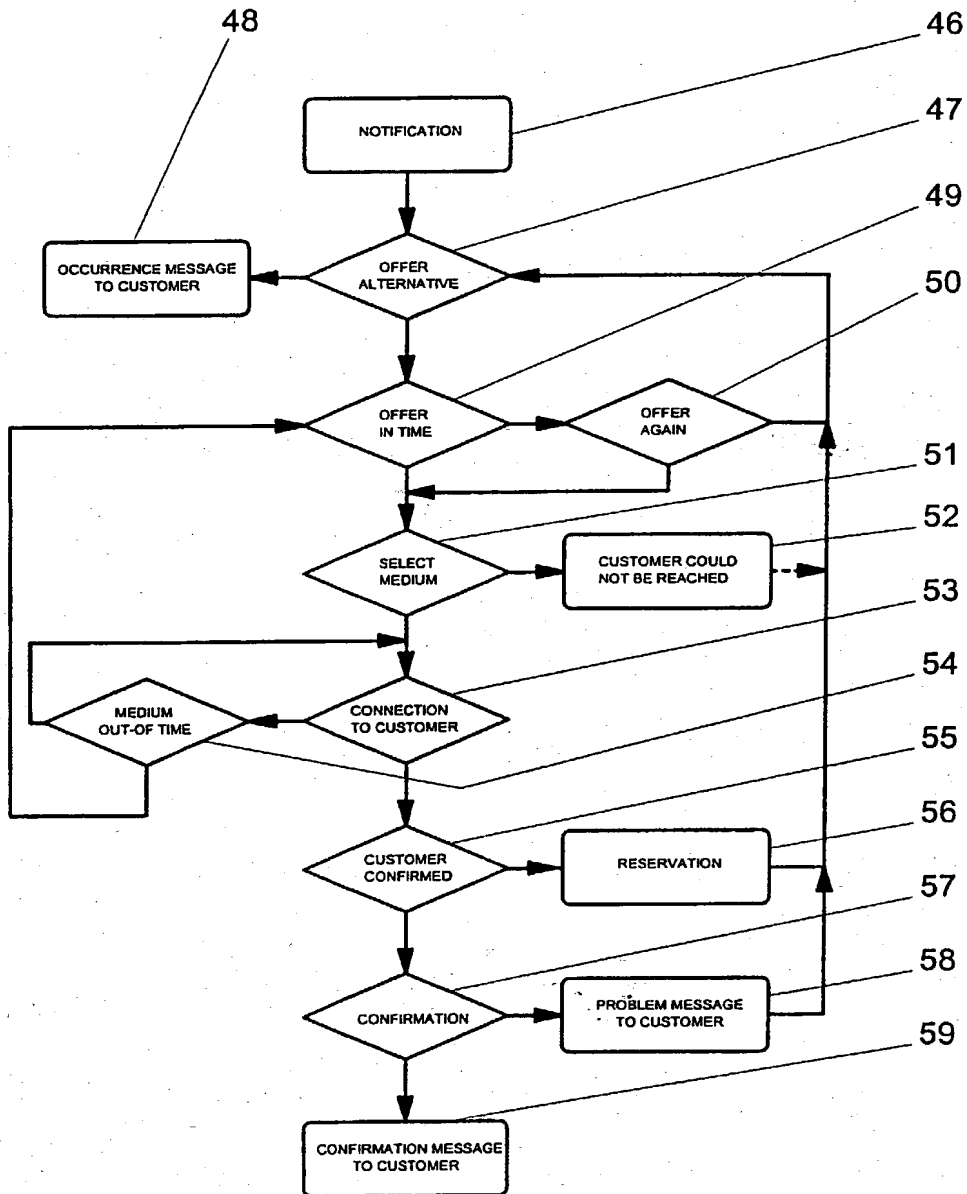 48
46
NOTIFICATION
47
49
OCCURRENCE MESSAGE
TO CUSTOMER
OFFER
ALTERNATIVE
50
OFFER
IN TIME
OFFER
AGAIN
51
52
SELECT
MEDIUM
CUSTOMER COULD
NOT BE REACHED
53
54
MEDIUM
OUT-OF TIME
CONNECTION
TO CUSTOMER
55
56
CUSTOMER
CONFIRMED
RESERVATION
57
58
CONFIRMATION
PROBLEM MESSAGE
TO CUSTOMER
59
CONFIRMATION MESSAGE
TO CUSTOMER